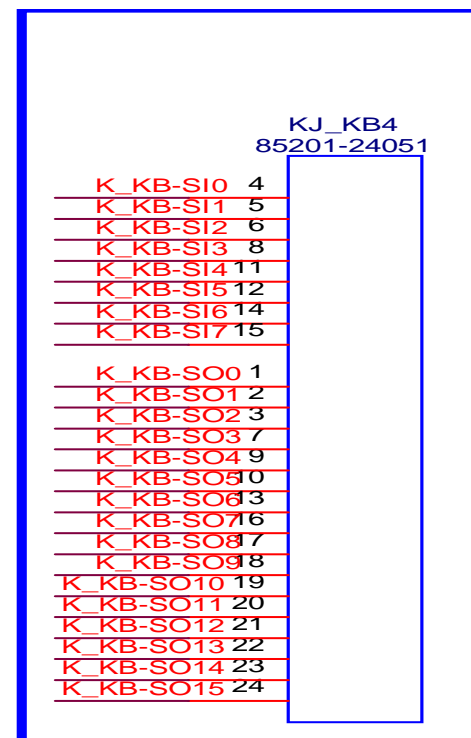 KJ_KB4
85201-24051
K_KB-SI0 4
K_KB-SI1 5
K_KB-SI2 6
K_KB-SI3 8
K_KB-SI4 11
K_KB-SI5 12
K_KB-SI6 14
K_KB-SI7 15
K_KB-SO0 1
K_KB-SO1 2
K_KB-SO2 3
K_KB-SO3 7
K_KB-SO4 9
K_KB-SO5 10
K_KB-SO6 13
K_KB-SO7 16
K_KB-SO8 17
K_KB-SO9 18
K_KB-SO10 19
K_KB-SO11 20
K_KB-SO12 21
K_KB-SO13 22
K_KB-SO14 23
K_KB-SO15 24